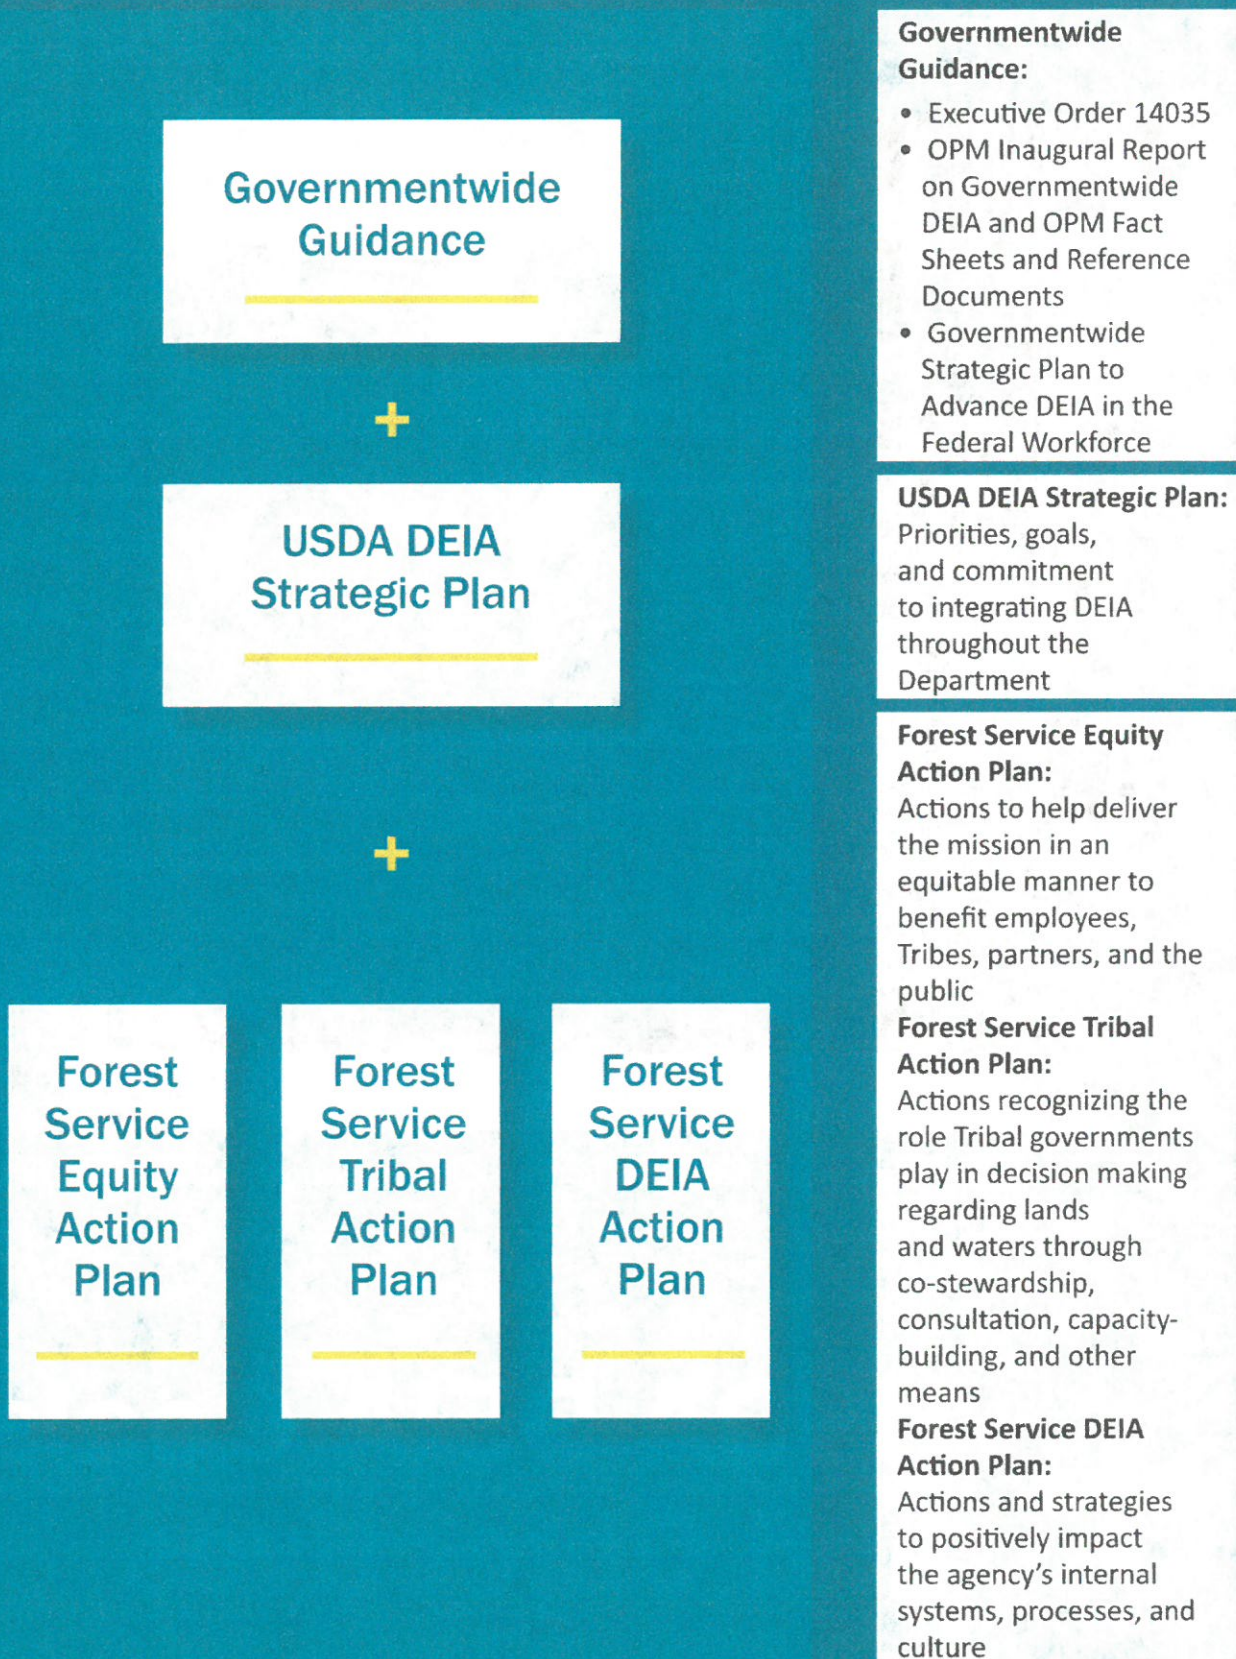 Governmentwide
Guidance
+
USDA DEIA
Strategic Plan
+
Forest
Service
Equity
Action
Plan
Forest
Service
Tribal
Action
Plan
Forest
Service
DEIA
Action
Plan
Governmentwide
Guidance:
• Executive Order 14035
• OPM Inaugural Report
on Governmentwide
DEIA and OPM Fact
Sheets and Reference
Documents
• Governmentwide
Strategic Plan to
Advance DEIA in the
Federal Workforce
USDA DEIA Strategic Plan:
Priorities, goals,
and commitment
to integrating DEIA
throughout the
Department
Forest Service Equity
Action Plan:
Actions to help deliver
the mission in an
equitable manner to
benefit employees,
Tribes, partners, and the
public
Forest Service Tribal
Action Plan:
Actions recognizing the
role Tribal governments
play in decision making
regarding lands
and waters through
co-stewardship,
consultation, capacity-
building, and other
means
Forest Service DEIA
Action Plan:
Actions and strategies
to positively impact
the agency's internal
systems, processes, and
culture